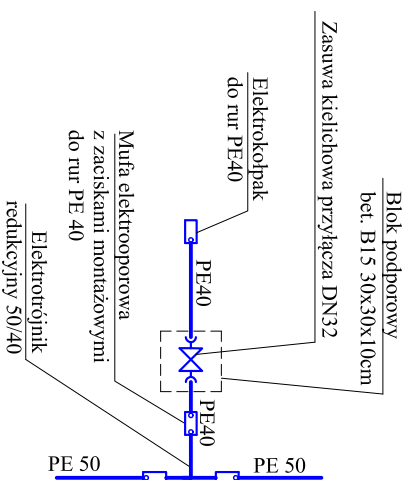 Blok podporowy
bet. B15 30x30x10cm
Zasuwa kielichowa przyłącza DN32
Elektrokołpak
do rur PE40
Mufa elektrooporowa
z zaciskami montażowymi
do rur PE 40
Elektrotrójnik
redukcyjny 50/40
PE40
PE40
PE 50
PE 50